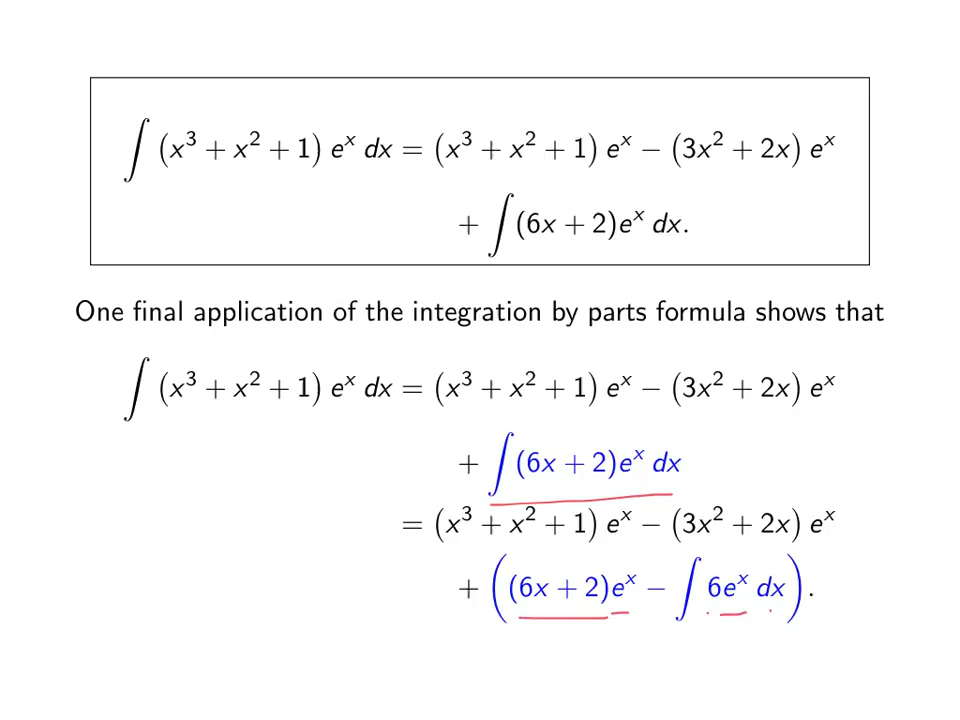 ∫ (x³ + x² + 1) eˣ dx = (x³ + x² + 1) eˣ − (3x² + 2x) eˣ
+ ∫ (6x + 2)eˣ dx.
One final application of the integration by parts formula shows that
∫ (x³ + x² + 1) eˣ dx = (x³ + x² + 1) eˣ − (3x² + 2x) eˣ
+ ∫ (6x + 2)eˣ dx
= (x³ + x² + 1) eˣ − (3x² + 2x) eˣ
+ ((6x + 2)eˣ − ∫ 6eˣ dx).